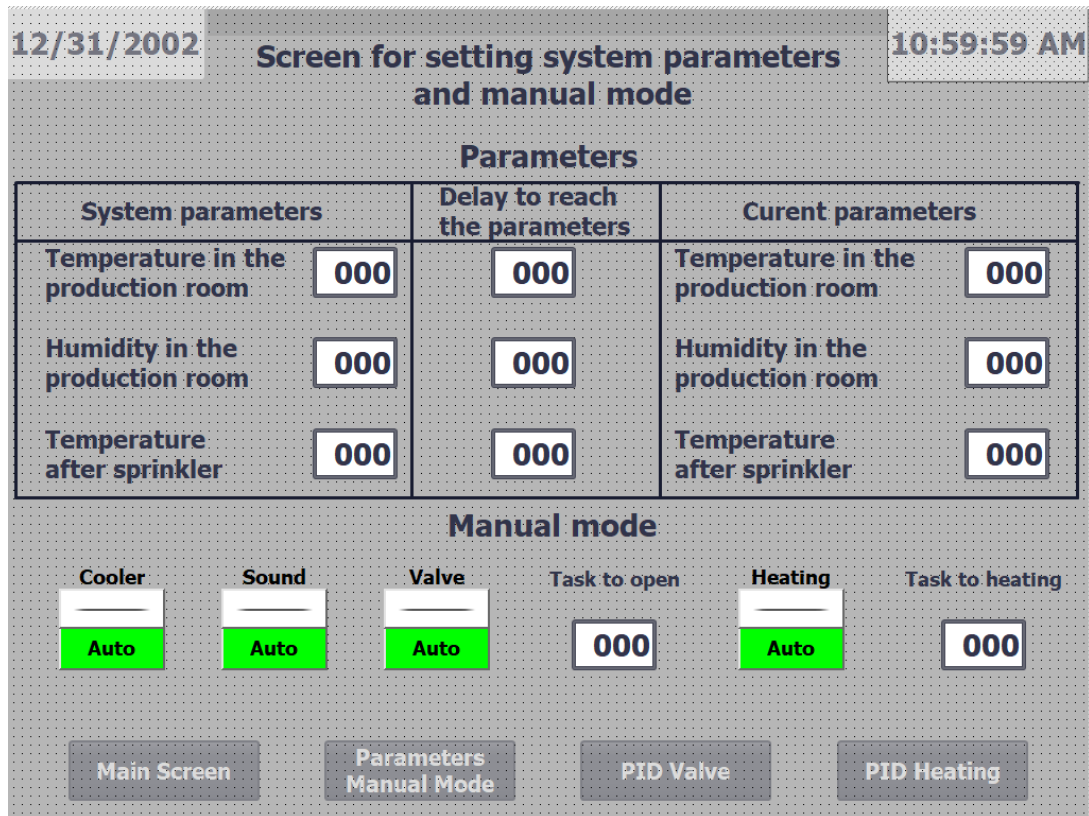 12/31/2002
10:59:59 AM
Screen for setting system parameters
and manual mode
Parameters
System parameters
Delay to reach
the parameters
Curent parameters
Temperature in the
production room
000
000
Temperature in the
production room
000
Humidity in the
production room
000
000
Humidity in the
production room
000
Temperature
after sprinkler
000
000
Temperature
after sprinkler
000
Manual mode
Cooler
Sound
Valve
Task to open
Heating
Task to heating
Auto
Auto
Auto
000
Auto
000
Main Screen
Parameters
Manual Mode
PID Valve
PID Heating